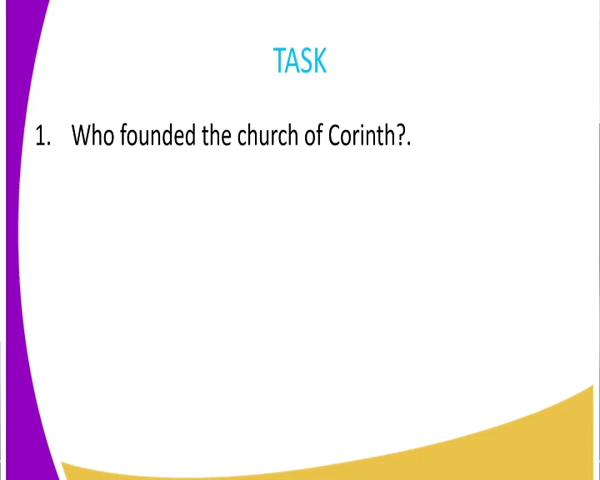 TASK
1. Who founded the church of Corinth?.